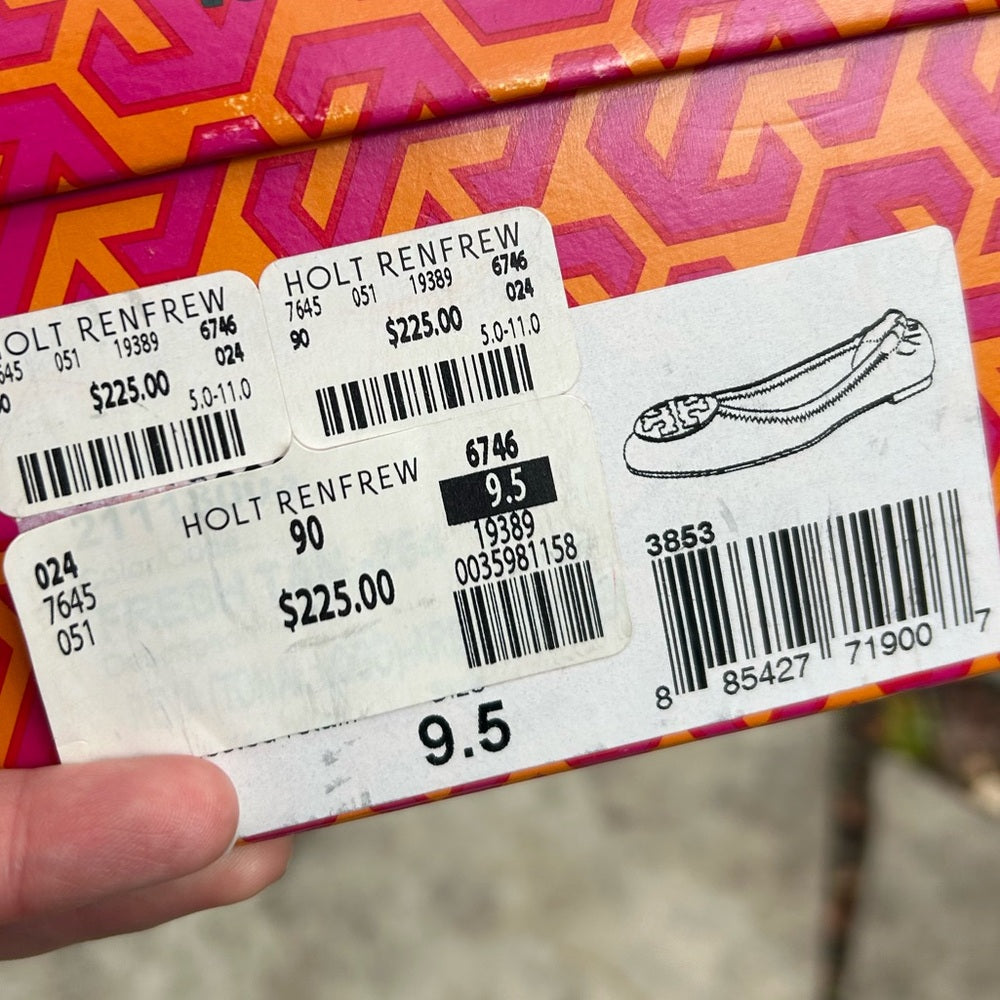 HOLT RENFREW
7645 051 19389 6746
90 $225.00 024
5.0-11.0
OLT RENFREW
645 051 19389 6746
$225.00 024
5.0-11.0
HOLT RENFREW
90
$225.00
024
7645
051
6746
9.5
19389
0035981158
3853
8 85427 71900 7
9.5